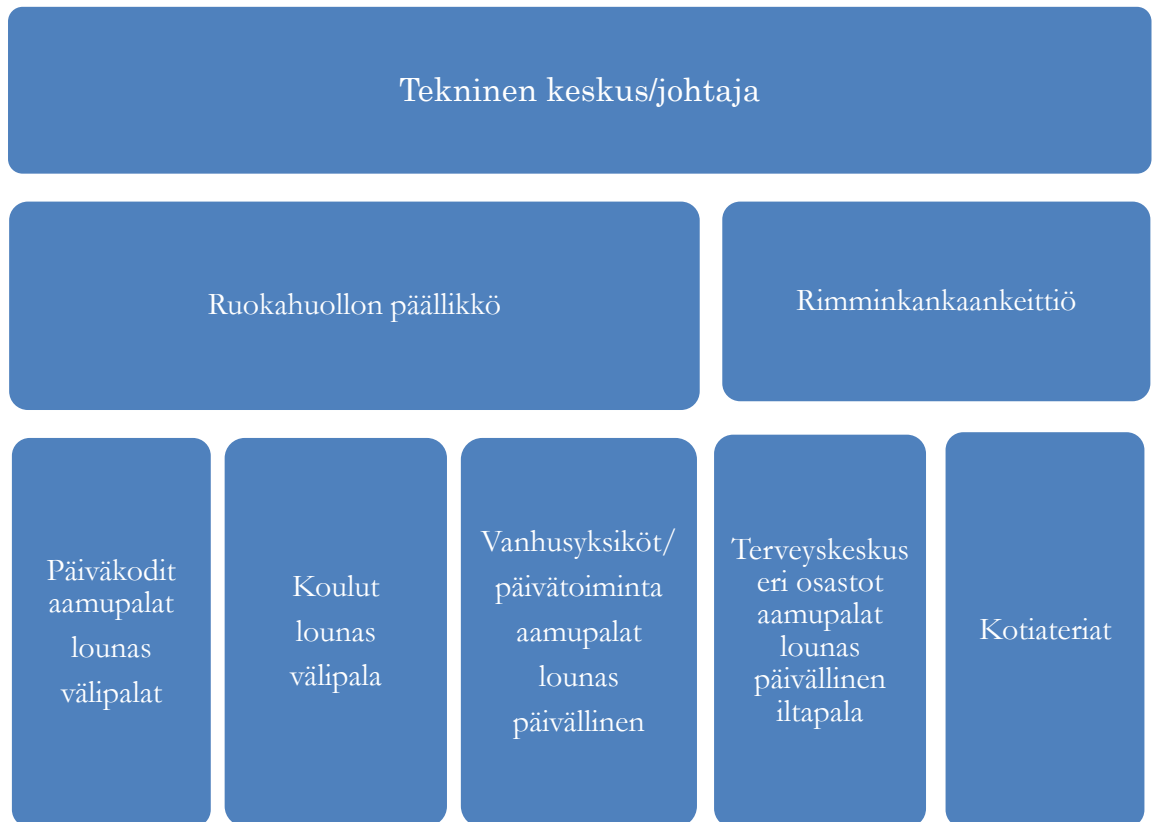 Tekninen keskus/johtaja
Ruokahuollon päällikkö
Rimminkankaankeittiö
Päiväkodit
aamupalat
lounas
välipalat
Koulut
lounas
välipala
Vanhusyksiköt/
päivätoiminta
aamupalat
lounas
päivällinen
Terveyskeskus
eri osastot
aamupalat
lounas
päivällinen
iltapala
Kotiateriat